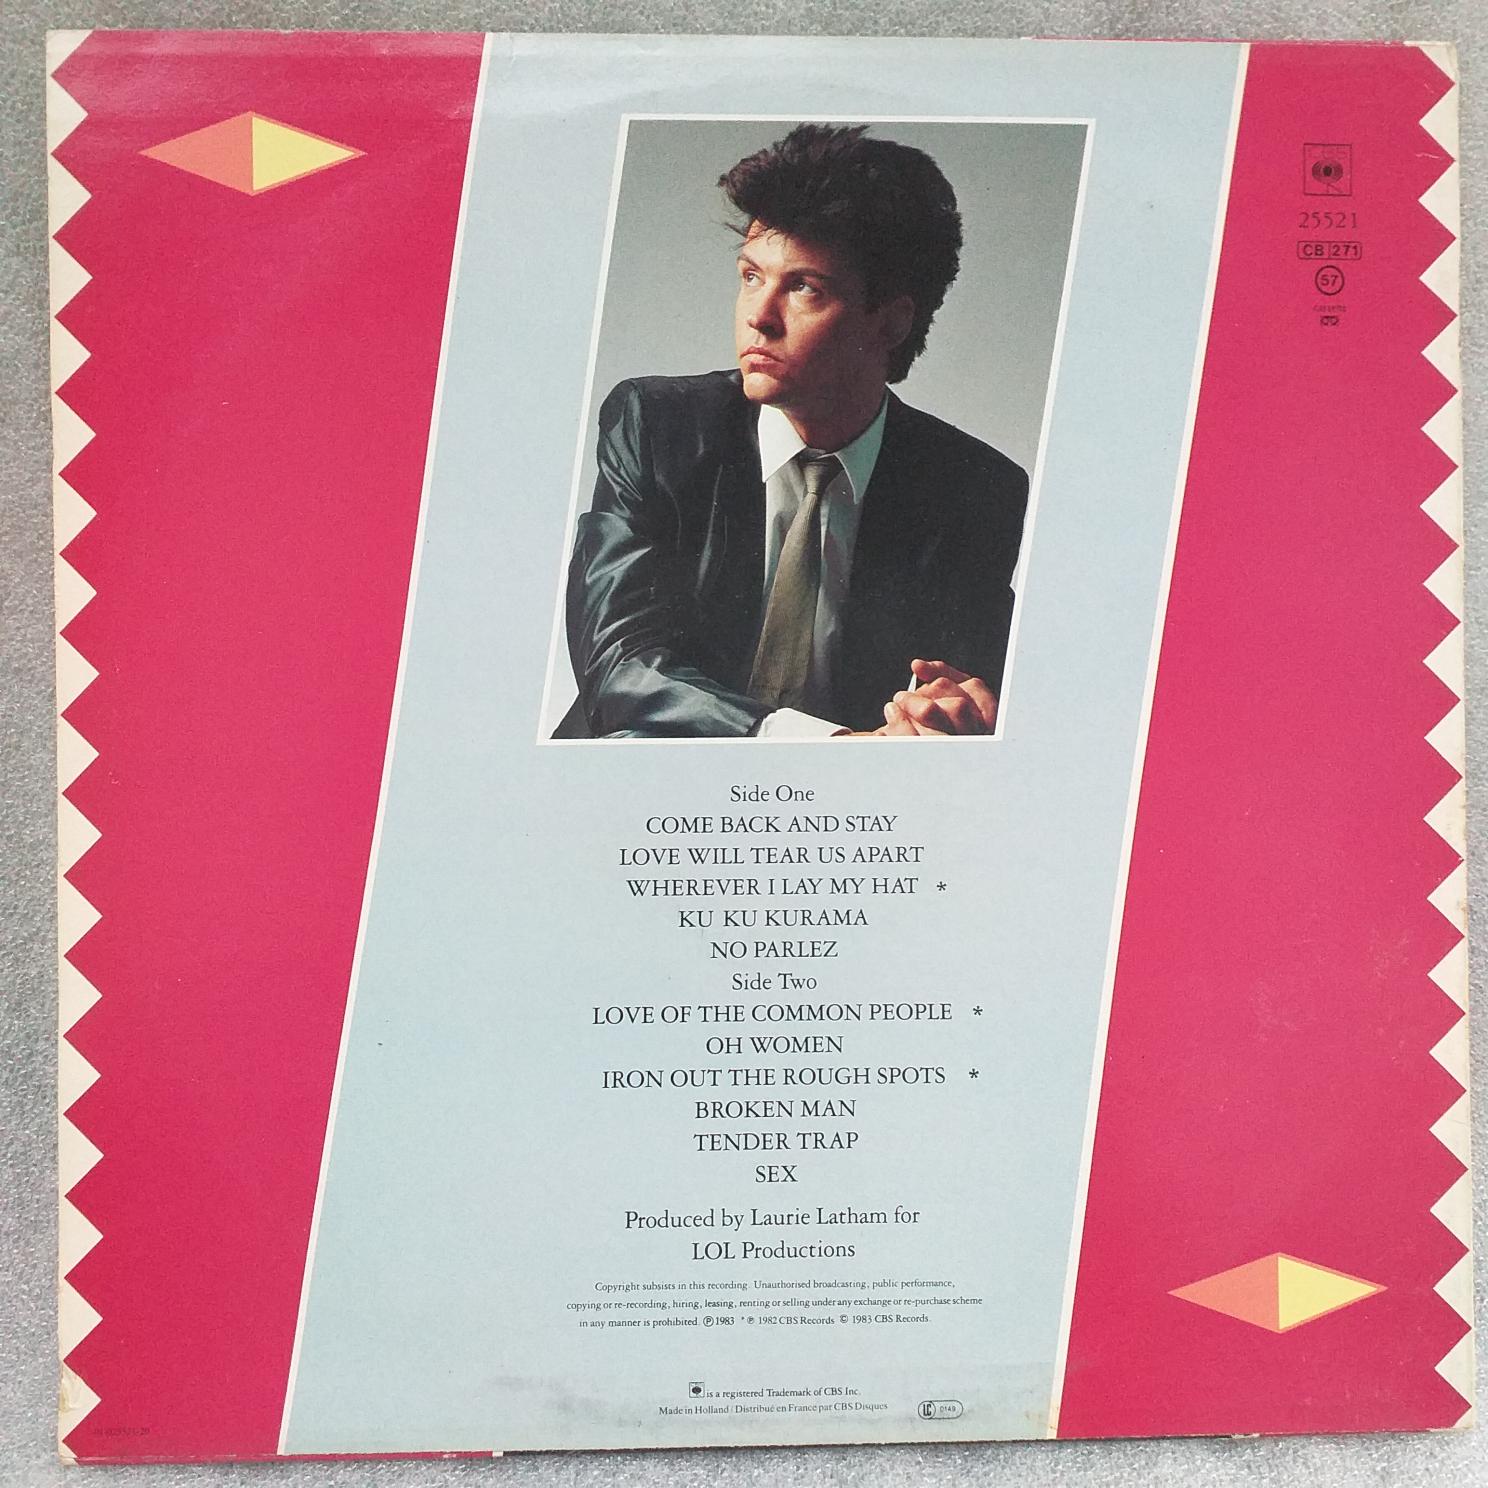 25521
CB 271
57
Side One
COME BACK AND STAY
LOVE WILL TEAR US APART
WHEREVER I LAY MY HAT *
KU KU KURAMA
NO PARLEZ
Side Two
LOVE OF THE COMMON PEOPLE *
OH WOMEN
IRON OUT THE ROUGH SPOTS *
BROKEN MAN
TENDER TRAP
SEX
Produced by Laurie Latham for
LOL Productions
Copyright subsists in this recording. Unauthorised broadcasting, public performance,
copying or re-recording, hiring, leasing, renting or selling under any exchange or re-purchase scheme
in any manner is prohibited. ℗ 1983 * ℗ 1982 CBS Records © 1983 CBS Records.
is a registered Trademark of CBS Inc.
Made in Holland / Distribué en France par CBS Disques
LC 0149